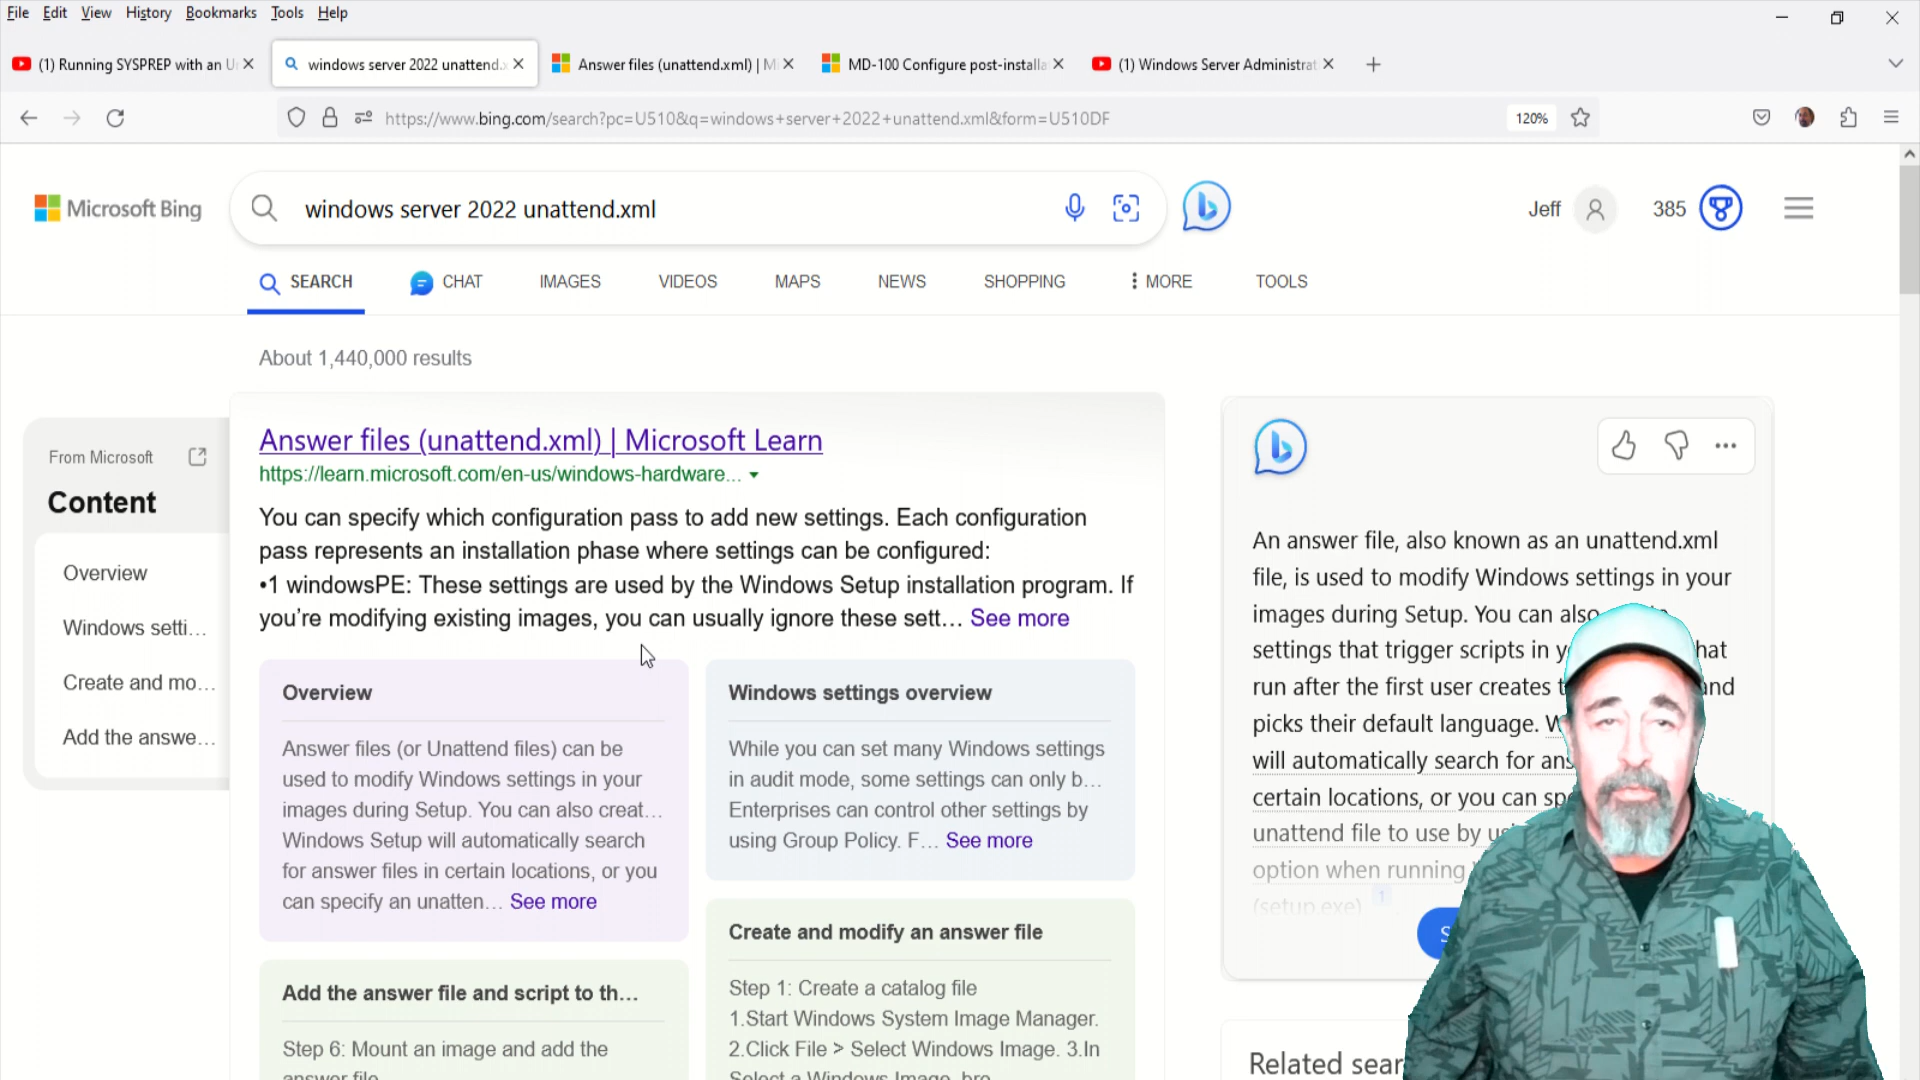 File Edit View History Bookmarks Tools Help
(1) Running SYSPREP with an U
windows server 2022 unattend.x
Answer files (unattend.xml) | M
MD-100 Configure post-installa
(1) Windows Server Administrat
https://www.bing.com/search?pc=U510&q=windows+server+2022+unattend.xml&form=U510DF
120%
Microsoft Bing
windows server 2022 unattend.xml
Jeff
385
SEARCH CHAT IMAGES VIDEOS MAPS NEWS SHOPPING MORE TOOLS
About 1,440,000 results
From Microsoft
Content
Overview
Windows setti...
Create and mo...
Add the answe...
Answer files (unattend.xml) | Microsoft Learn
https://learn.microsoft.com/en-us/windows-hardware...
You can specify which configuration pass to add new settings. Each configuration
pass represents an installation phase where settings can be configured:
•1 windowsPE: These settings are used by the Windows Setup installation program. If
you're modifying existing images, you can usually ignore these sett... See more
Overview
Answer files (or Unattend files) can be
used to modify Windows settings in your
images during Setup. You can also creat...
Windows Setup will automatically search
for answer files in certain locations, or you
can specify an unatten... See more
Windows settings overview
While you can set many Windows settings
in audit mode, some settings can only b...
Enterprises can control other settings by
using Group Policy. F... See more
Add the answer file and script to th...
Step 6: Mount an image and add the
answer file
Create and modify an answer file
Step 1: Create a catalog file
1.Start Windows System Image Manager.
2.Click File > Select Windows Image. 3.In
Select a Windows Image, bro
An answer file, also known as an unattend.xml
file, is used to modify Windows settings in your
images during Setup. You can also
settings that trigger scripts in
run after the first user creates and
picks their default language.
will automatically search for
certain locations, or you can
unattend file to use by
option when running
(setup.exe) 1
Related